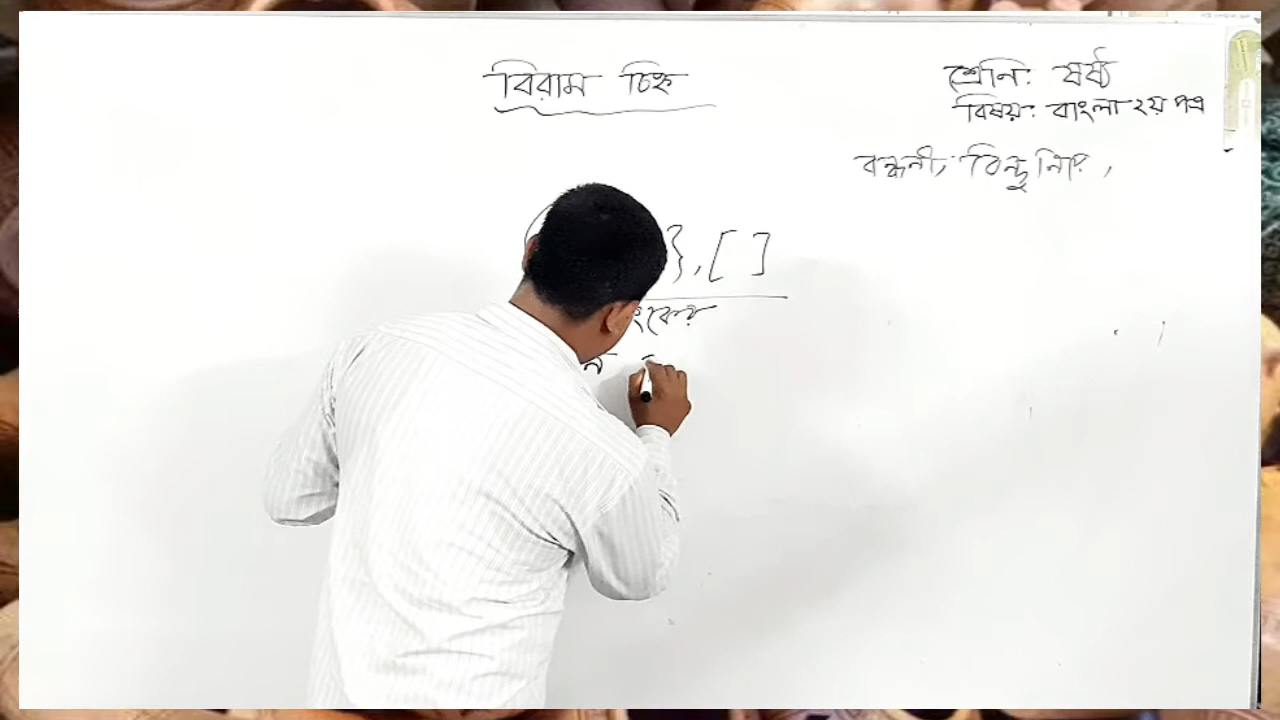 বিরাম চিহ্ন
শ্রেনি: ষষ্ঠ
বিষয়: বাংলা ২য় পত্র
বন্ধনী, বিন্দু
}, [ ]